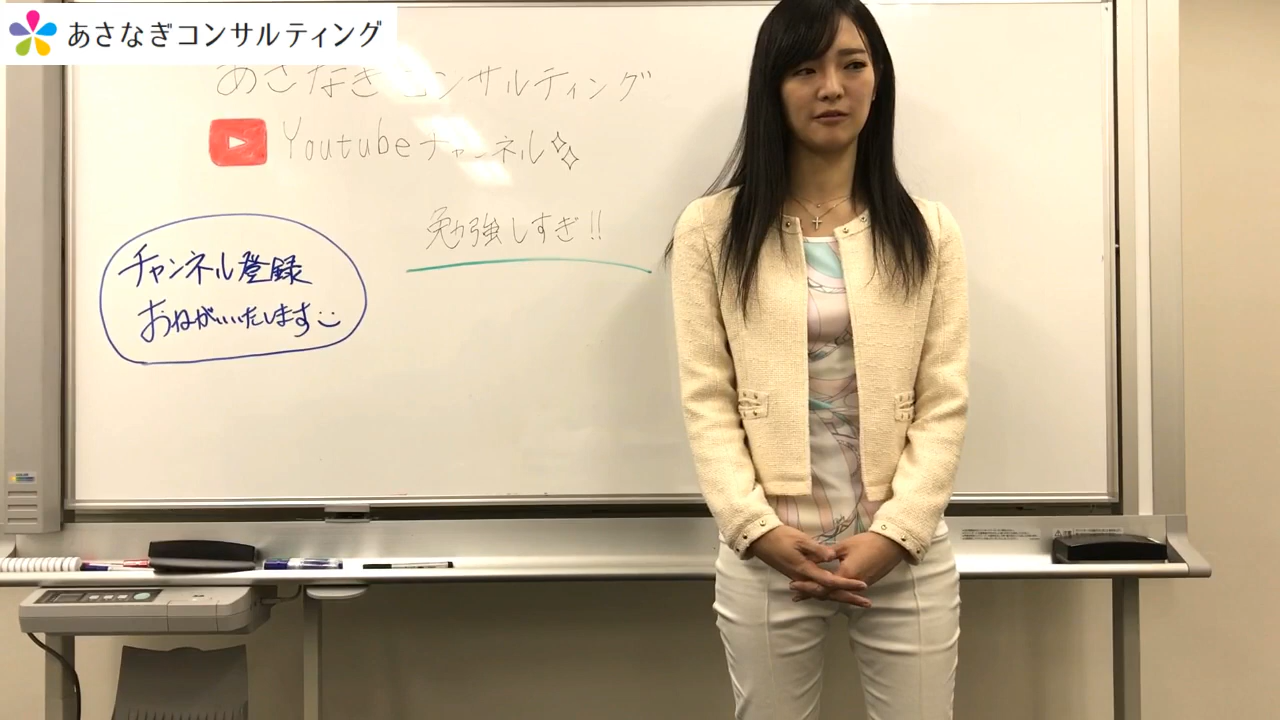 あさなぎコンサルティング
あさなぎコンサルティング
Youtubeチャンネル
勉強しすぎ!!
チャンネル登録
おねがいいたします